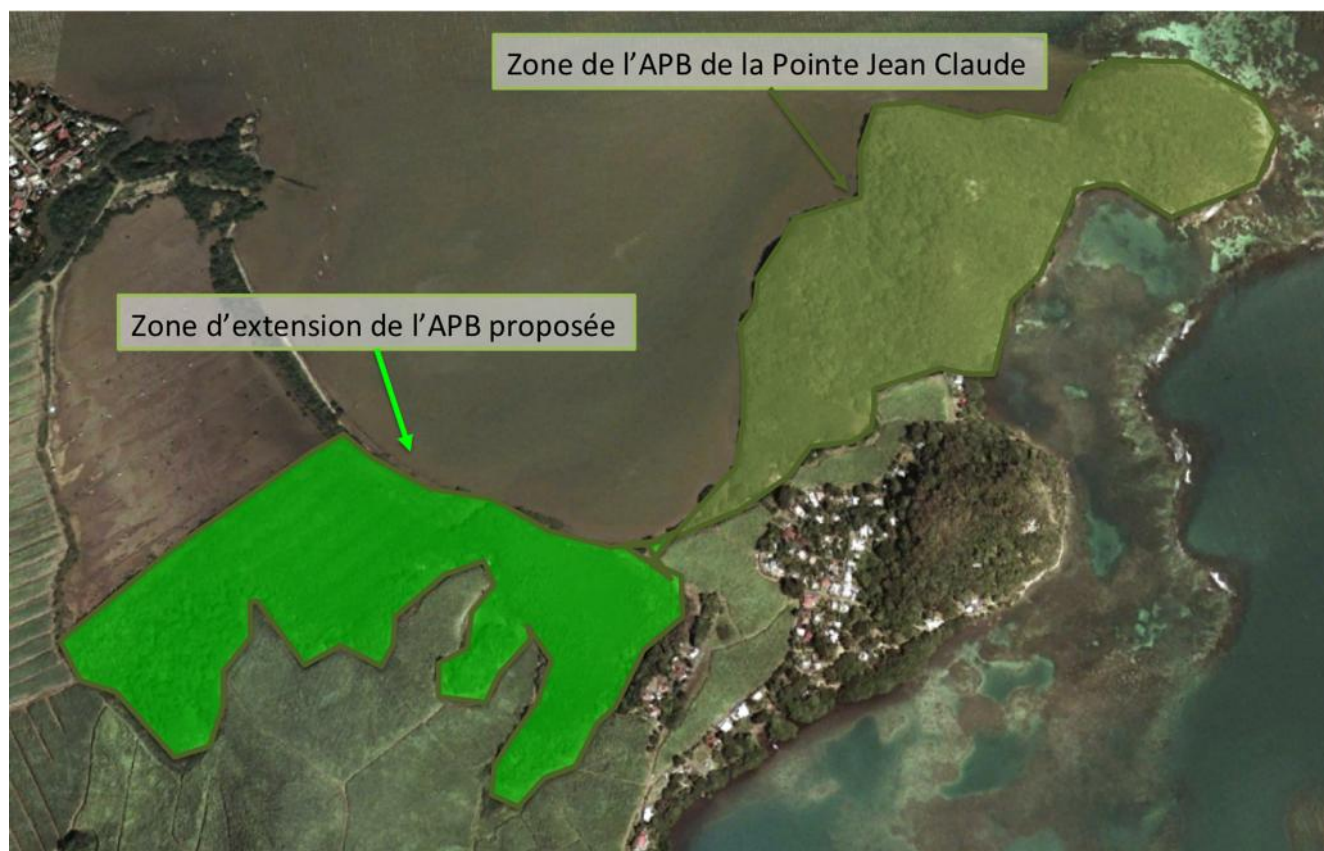 Zone de l’APB de la Pointe Jean Claude
Zone d’extension de l’APB proposée